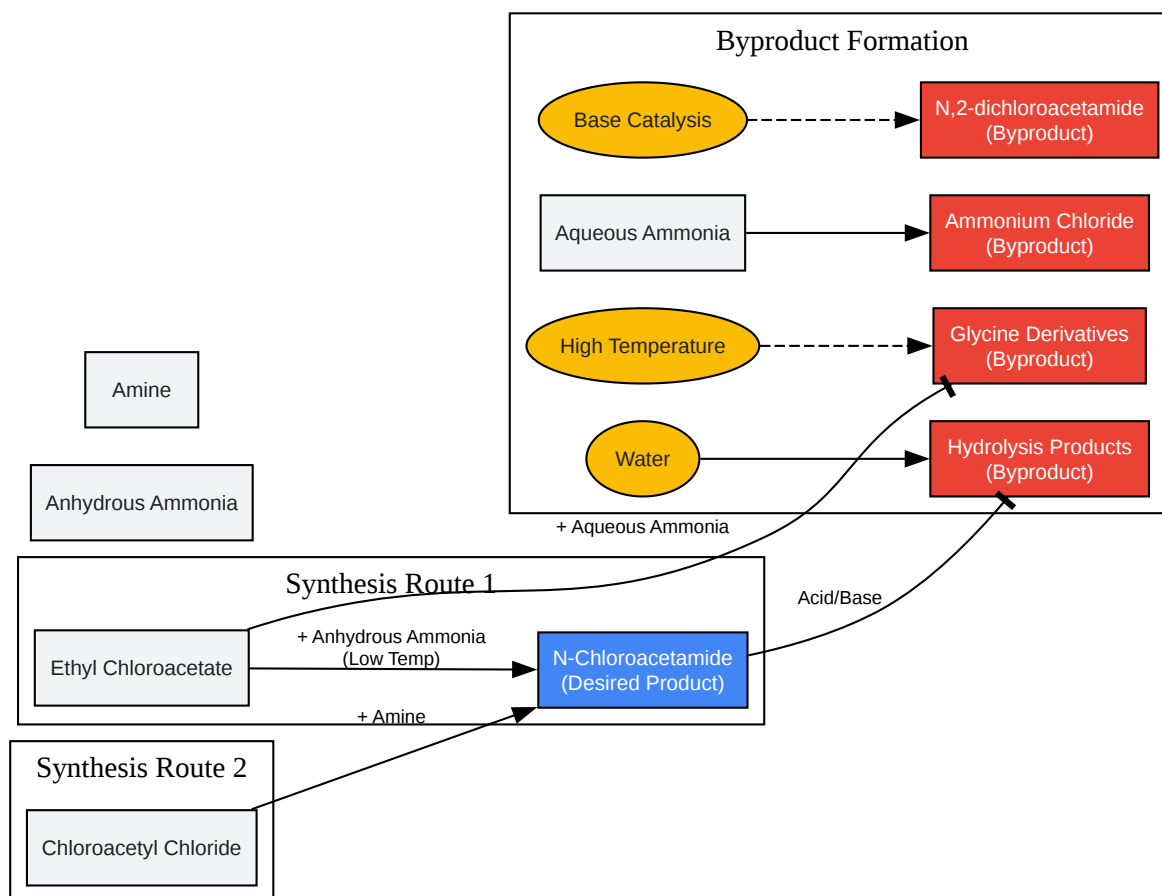 Byproduct Formation
Base Catalysis
N,2-dichloroacetamide
(Byproduct)
Aqueous Ammonia
Ammonium Chloride
(Byproduct)
High Temperature
Glycine Derivatives
(Byproduct)
Amine
Water
Hydrolysis Products
(Byproduct)
Anhydrous Ammonia
+ Aqueous Ammonia
Synthesis Route 1
Acid/Base
Ethyl Chloroacetate
+ Anhydrous Ammonia
(Low Temp)
N-Chloroacetamide
(Desired Product)
+ Amine
Synthesis Route 2
Chloroacetyl Chloride